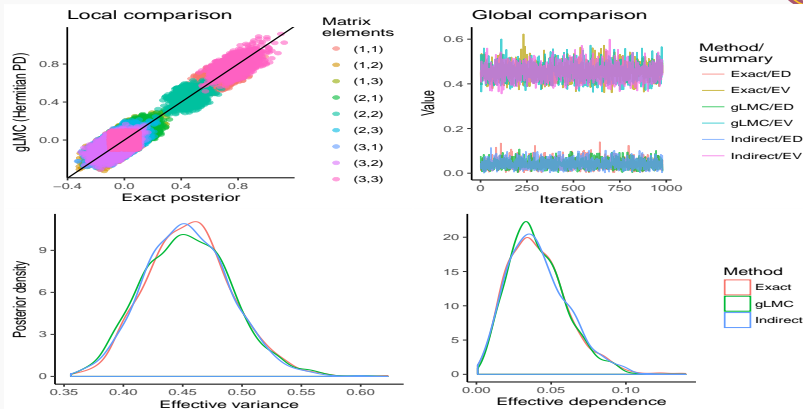 Local comparison
gLMC (Hermitian PD)
0.8
0.4
0.0
−0.4
0.0
0.4
0.8
Exact posterior
Matrix
elements
(1,1)
(1,2)
(1,3)
(2,1)
(2,2)
(2,3)
(3,1)
(3,2)
(3,3)
Global comparison
Value
0.6
0.4
0.2
0.0
0
250
500
750
1000
Iteration
Method/
summary
Exact/ED
Exact/EV
gLMC/ED
gLMC/EV
Indirect/ED
Indirect/EV
Posterior density
9
6
3
0
0.35
0.40
0.45
0.50
0.55
0.60
Effective variance
20
15
10
5
0
0.00
0.05
0.10
Effective dependence
Method
Exact
gLMC
Indirect